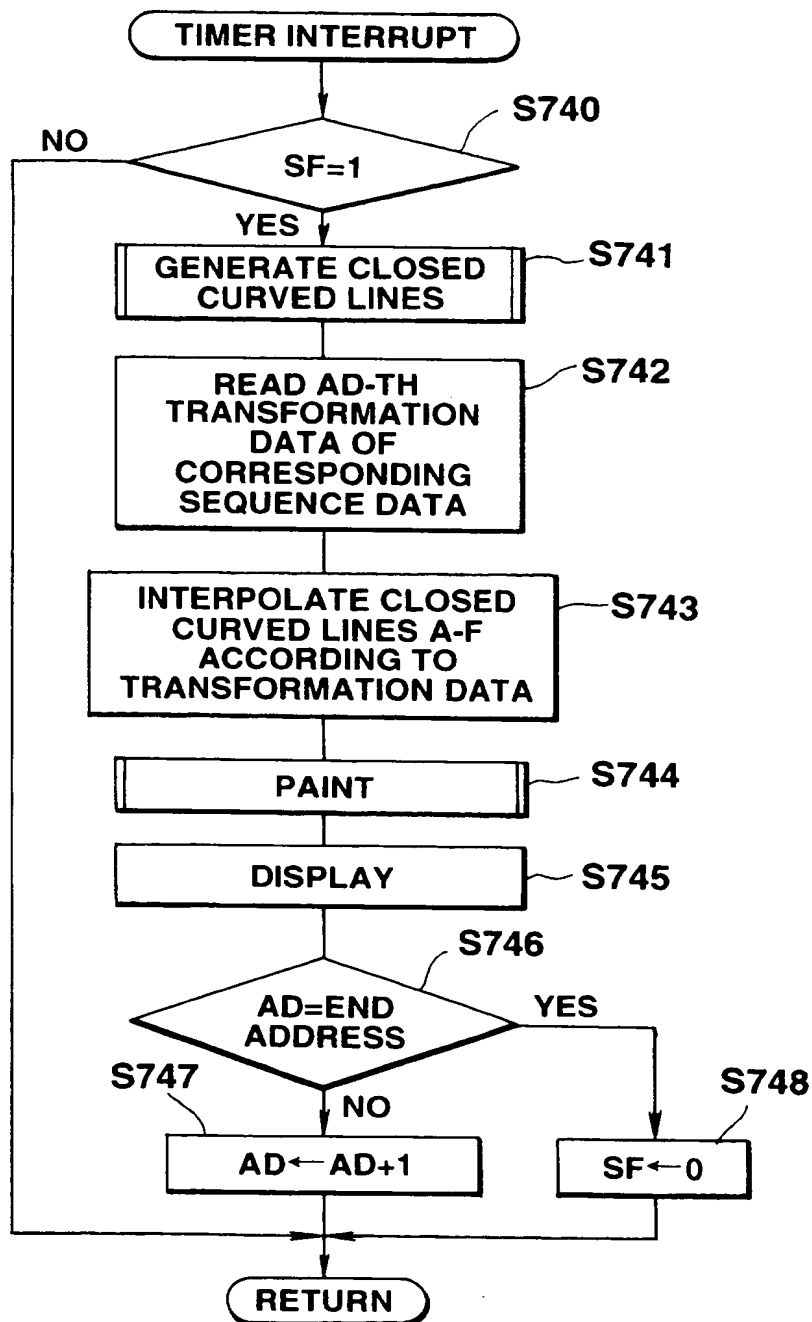 TIMER INTERRUPT
S740
NO
SF=1
YES
S741
GENERATE CLOSED
CURVED LINES
S742
READ AD-TH
TRANSFORMATION
DATA OF
CORRESPONDING
SEQUENCE DATA
S743
INTERPOLATE CLOSED
CURVED LINES A-F
ACCORDING TO
TRANSFORMATION DATA
PAINT
S744
DISPLAY
S745
S746
AD=END
ADDRESS
YES
S747
NO
S748
AD←AD+1
SF←0
RETURN